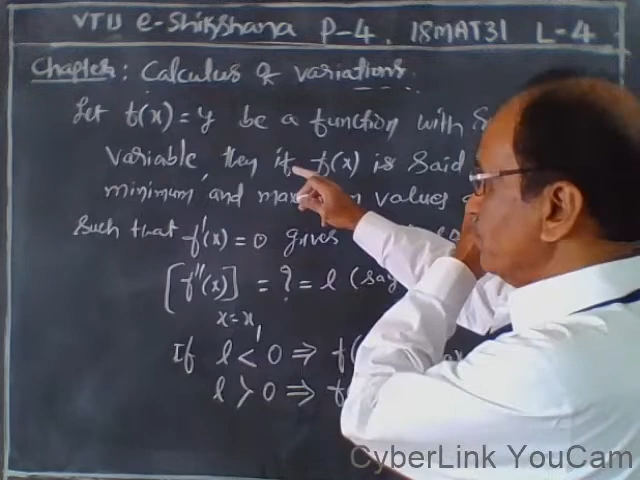 VTU e-Shikshana P-4, 18MAT31 L-4
Chapter: Calculus of variations.
Let f(x) = y be a function with
variable, then if f(x) is said
minimum, and max values
such that f'(x) = 0 gives
[f''(x)] = ? = l (say
x = x₁
If l < 0 ⇒ f(
l > 0 ⇒ f
CyberLink YouCam